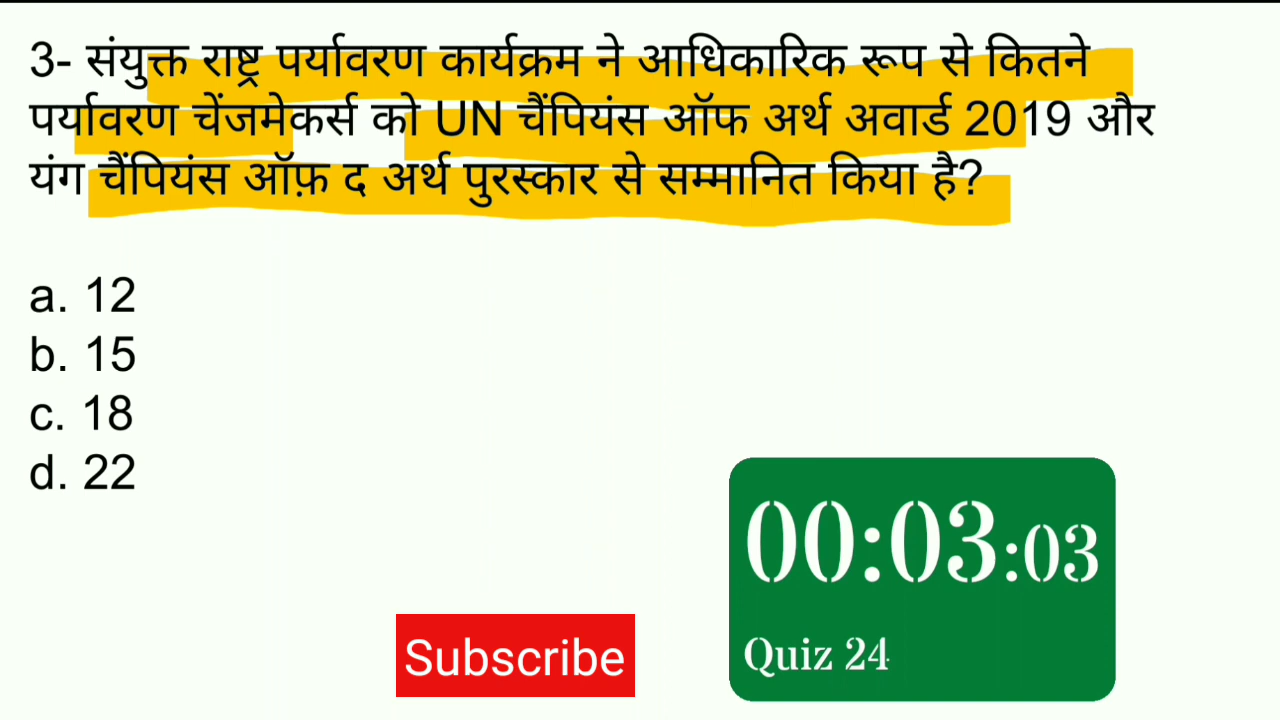 3- संयुक्त राष्ट्र पर्यावरण कार्यक्रम ने आधिकारिक रूप से कितने
पर्यावरण चेंजमेकर्स को UN चैंपियंस ऑफ अर्थ अवार्ड 2019 और
यंग चैंपियंस ऑफ़ द अर्थ पुरस्कार से सम्मानित किया है?
a. 12
b. 15
c. 18
d. 22
00:03:03
Quiz 24
Subscribe